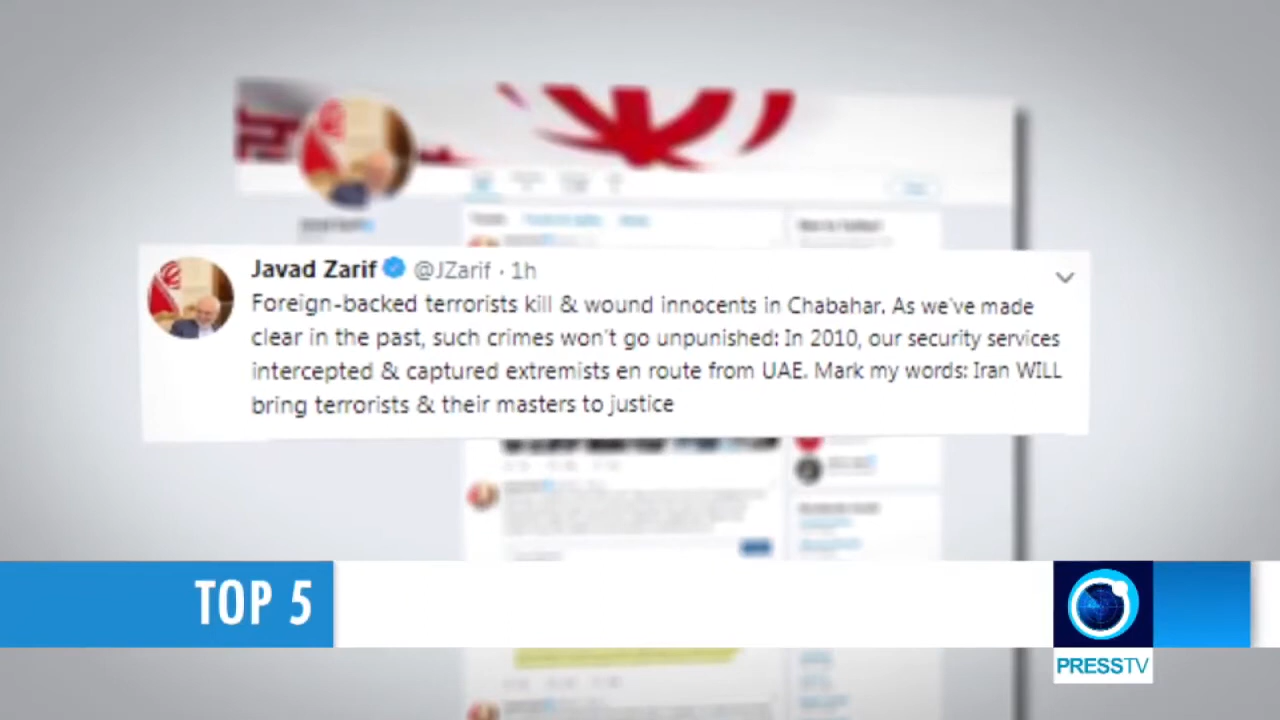 Javad Zarif @JZarif · 1h
Foreign-backed terrorists kill & wound innocents in Chabahar. As we've made
clear in the past, such crimes won't go unpunished: In 2010, our security services
intercepted & captured extremists en route from UAE. Mark my words: Iran WILL
bring terrorists & their masters to justice
TOP 5
PRESSTV